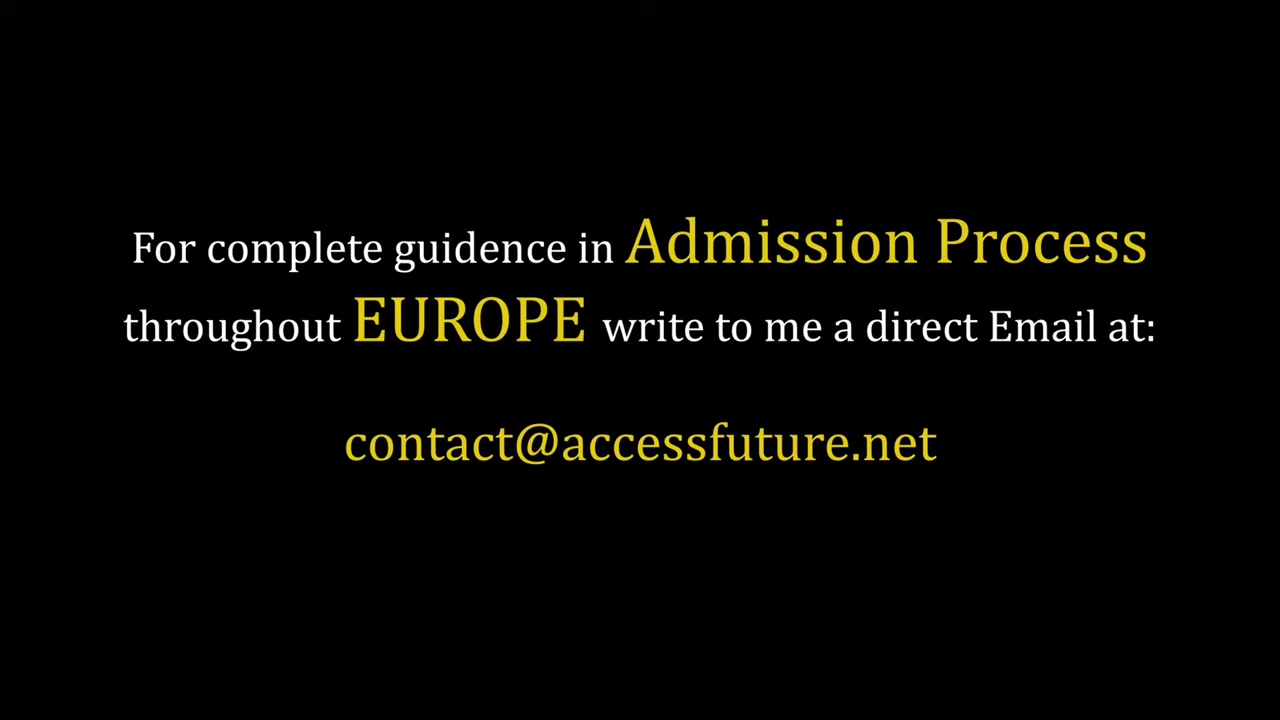 For complete guidence in Admission Process
throughout EUROPE write to me a direct Email at:
contact@accessfuture.net